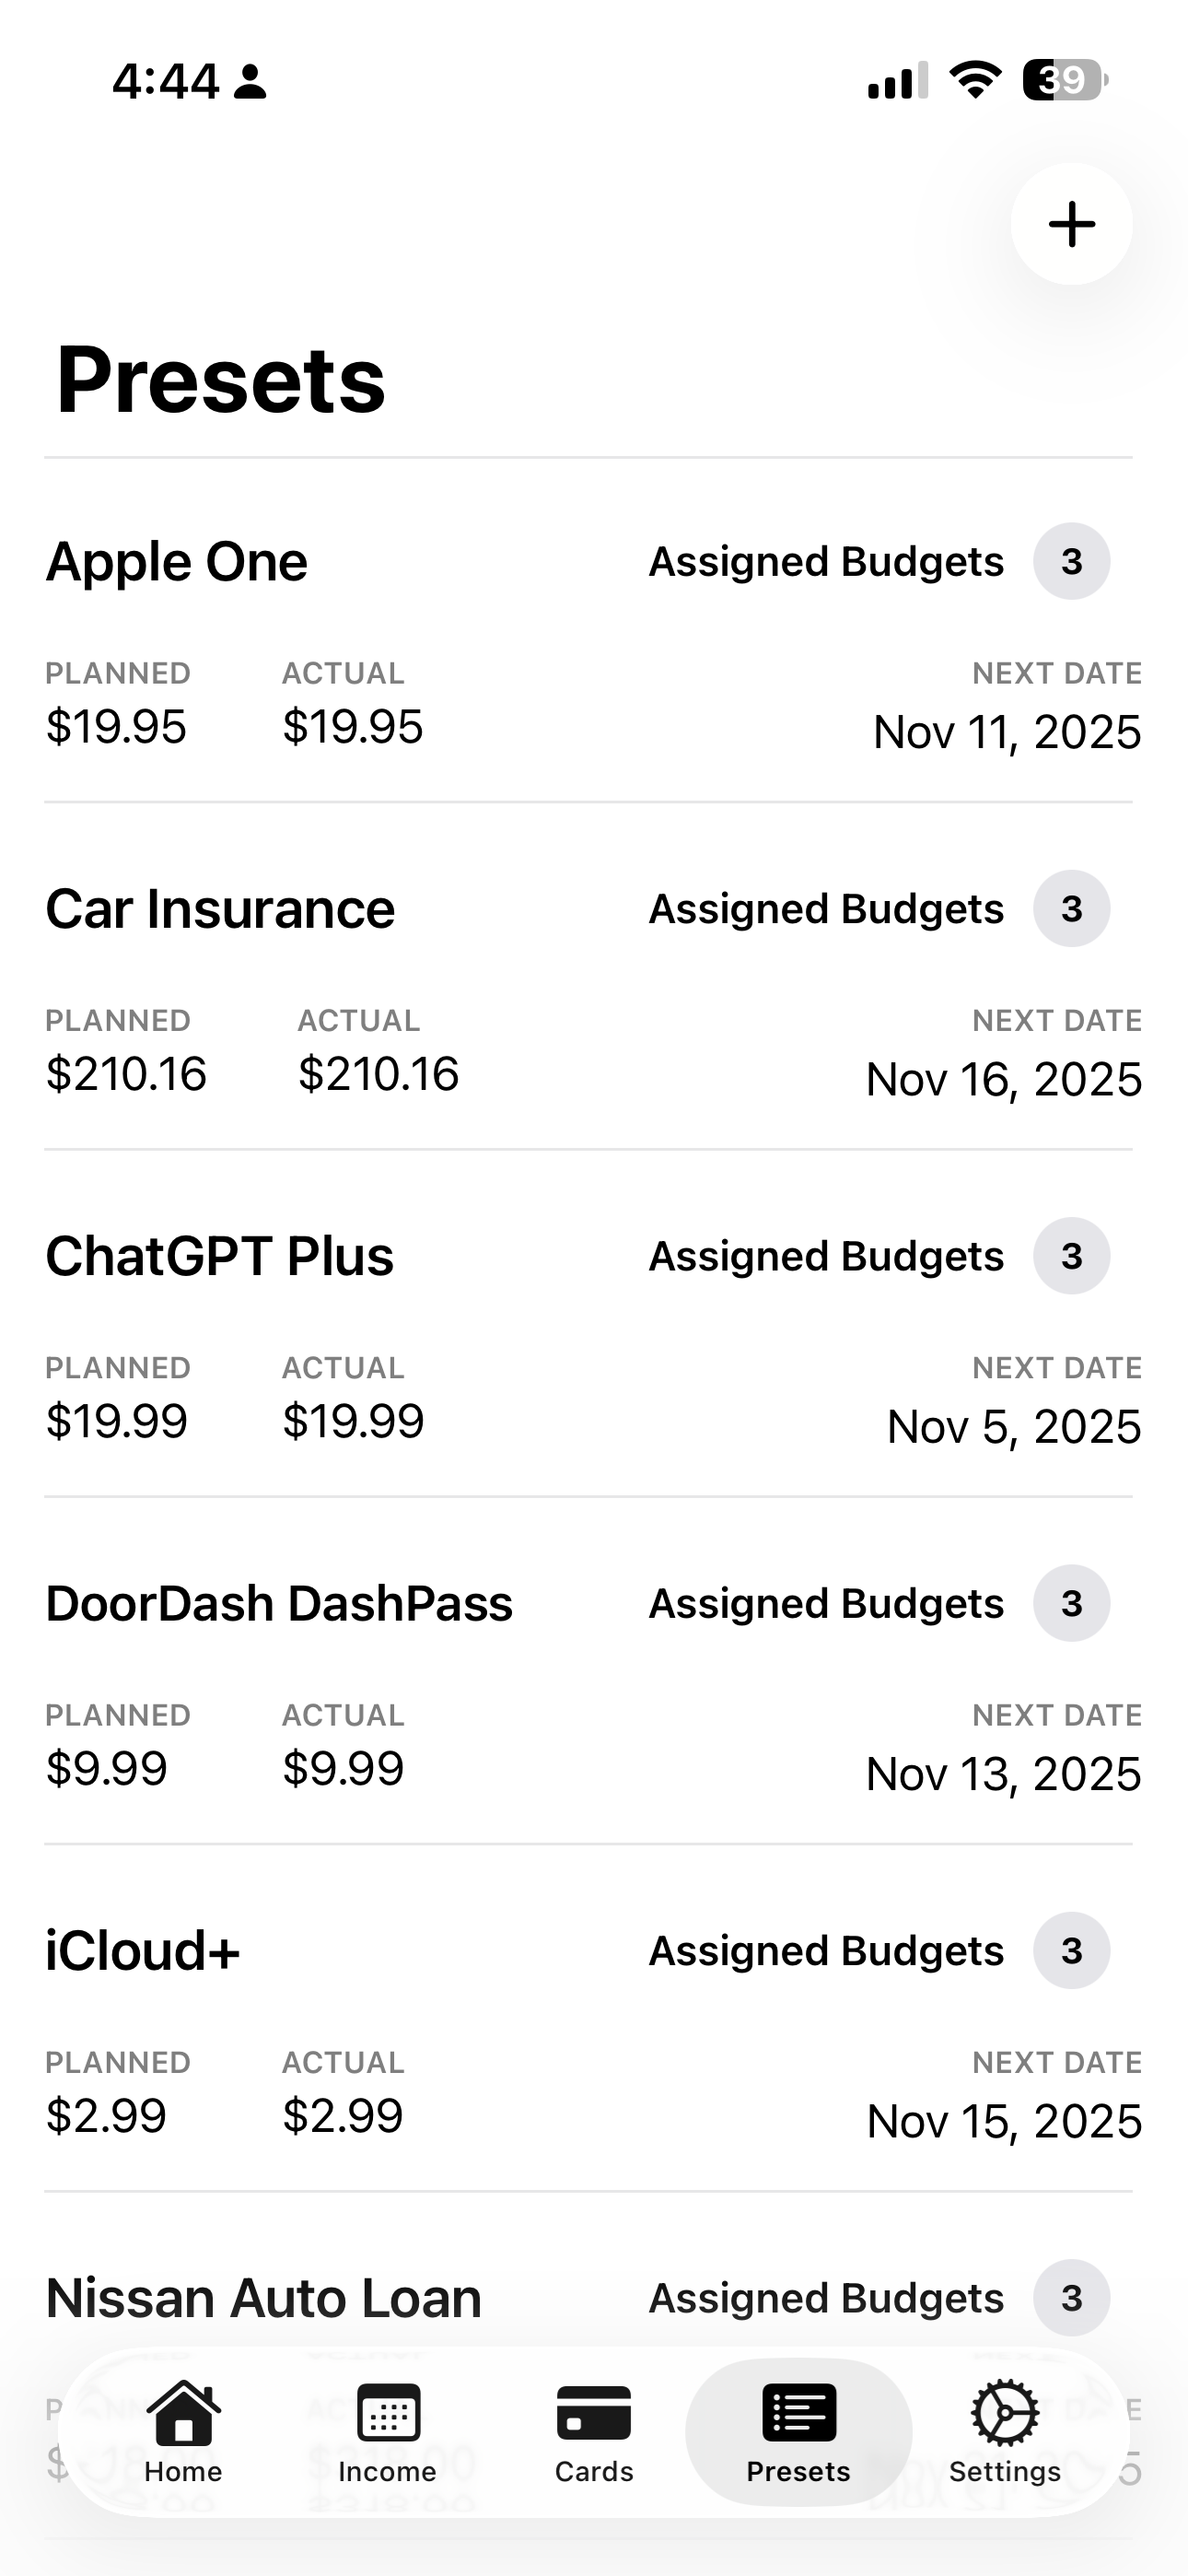 4:44
39
Presets
Apple One Assigned Budgets 3
PLANNED ACTUAL NEXT DATE
$19.95 $19.95 Nov 11, 2025
Car Insurance Assigned Budgets 3
PLANNED ACTUAL NEXT DATE
$210.16 $210.16 Nov 16, 2025
ChatGPT Plus Assigned Budgets 3
PLANNED ACTUAL NEXT DATE
$19.99 $19.99 Nov 5, 2025
DoorDash DashPass Assigned Budgets 3
PLANNED ACTUAL NEXT DATE
$9.99 $9.99 Nov 13, 2025
iCloud+ Assigned Budgets 3
PLANNED ACTUAL NEXT DATE
$2.99 $2.99 Nov 15, 2025
Nissan Auto Loan Assigned Budgets 3
Home Income Cards Presets Settings